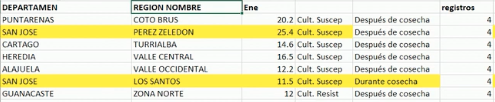 DEPARTAMEN REGION NOMBRE Ene registros
PUNTARENAS COTO BRUS 20.2 Cult. Suscep Después de cosecha 4
SAN JOSE PEREZ ZELEDON 25.4 Cult. Suscep Después de cosecha 4
CARTAGO TURRIALBA 14.6 Cult. Suscep Después de cosecha 4
HEREDIA VALLE CENTRAL 16.5 Cult. Suscep Después de cosecha 4
ALAJUELA VALLE OCCIDENTAL 12.2 Cult. Suscep Después de cosecha 4
SAN JOSE LOS SANTOS 11.5 Cult. Suscep Durante cosecha 4
GUANACASTE ZONA NORTE 12 Cult. Resist Después de cosecha 4